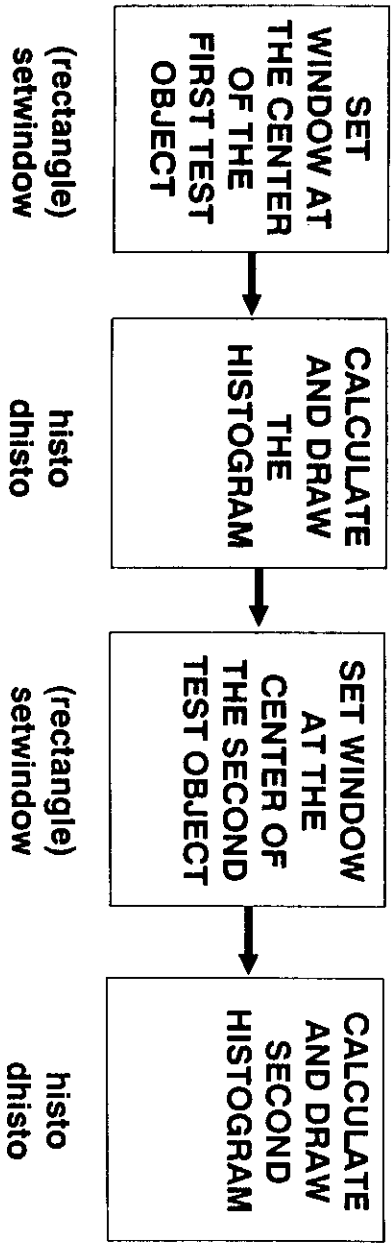 SET
WINDOW AT
THE CENTER
OF THE
FIRST TEST
OBJECT
(rectangle)
setwindow
CALCULATE
AND DRAW
THE
HISTOGRAM
histo
dhisto
SET WINDOW
AT THE
CENTER OF
THE SECOND
TEST OBJECT
(rectangle)
setwindow
CALCULATE
AND DRAW
SECOND
HISTOGRAM
histo
dhisto